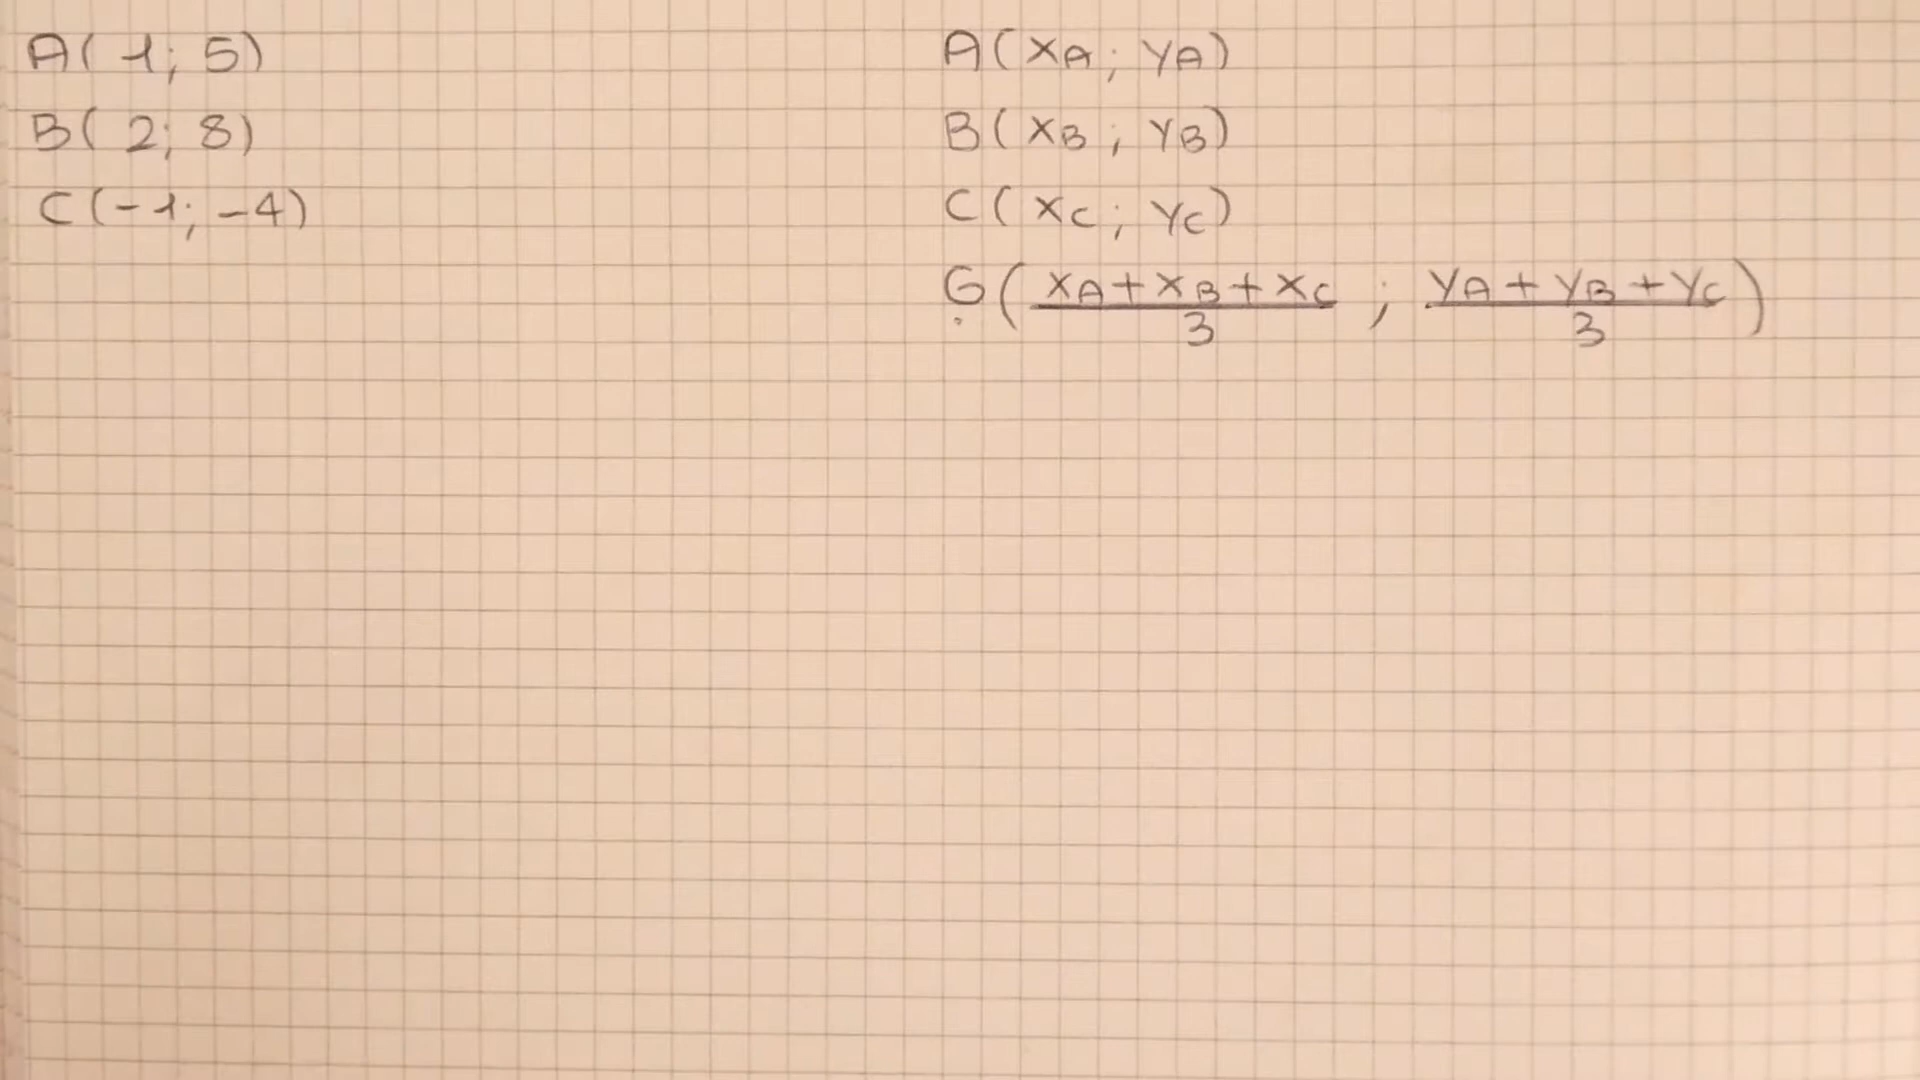 A(1; 5)
B(2; 8)
C(-1; -4)
A(xA; yA)
B(xB; yB)
C(xC; yC)
G(xA+xB+xC/3 ; yA+yB+yC/3)